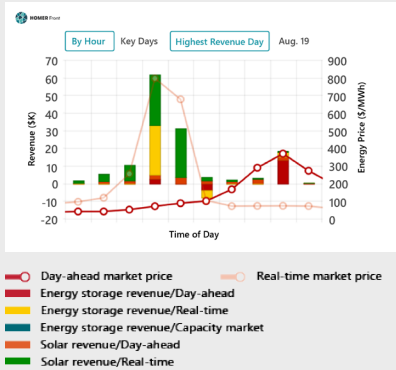 HOMER Front
By Hour Key Days Highest Revenue Day Aug. 19
70 900
60 800
50 700
40 600
30 500
20 400
10 300
0 200
-10 100
-20 0
Revenue ($K)
Energy Price ($/MWh)
Time of Day
Day-ahead market price Real-time market price
Energy storage revenue/Day-ahead
Energy storage revenue/Real-time
Energy storage revenue/Capacity market
Solar revenue/Day-ahead
Solar revenue/Real-time